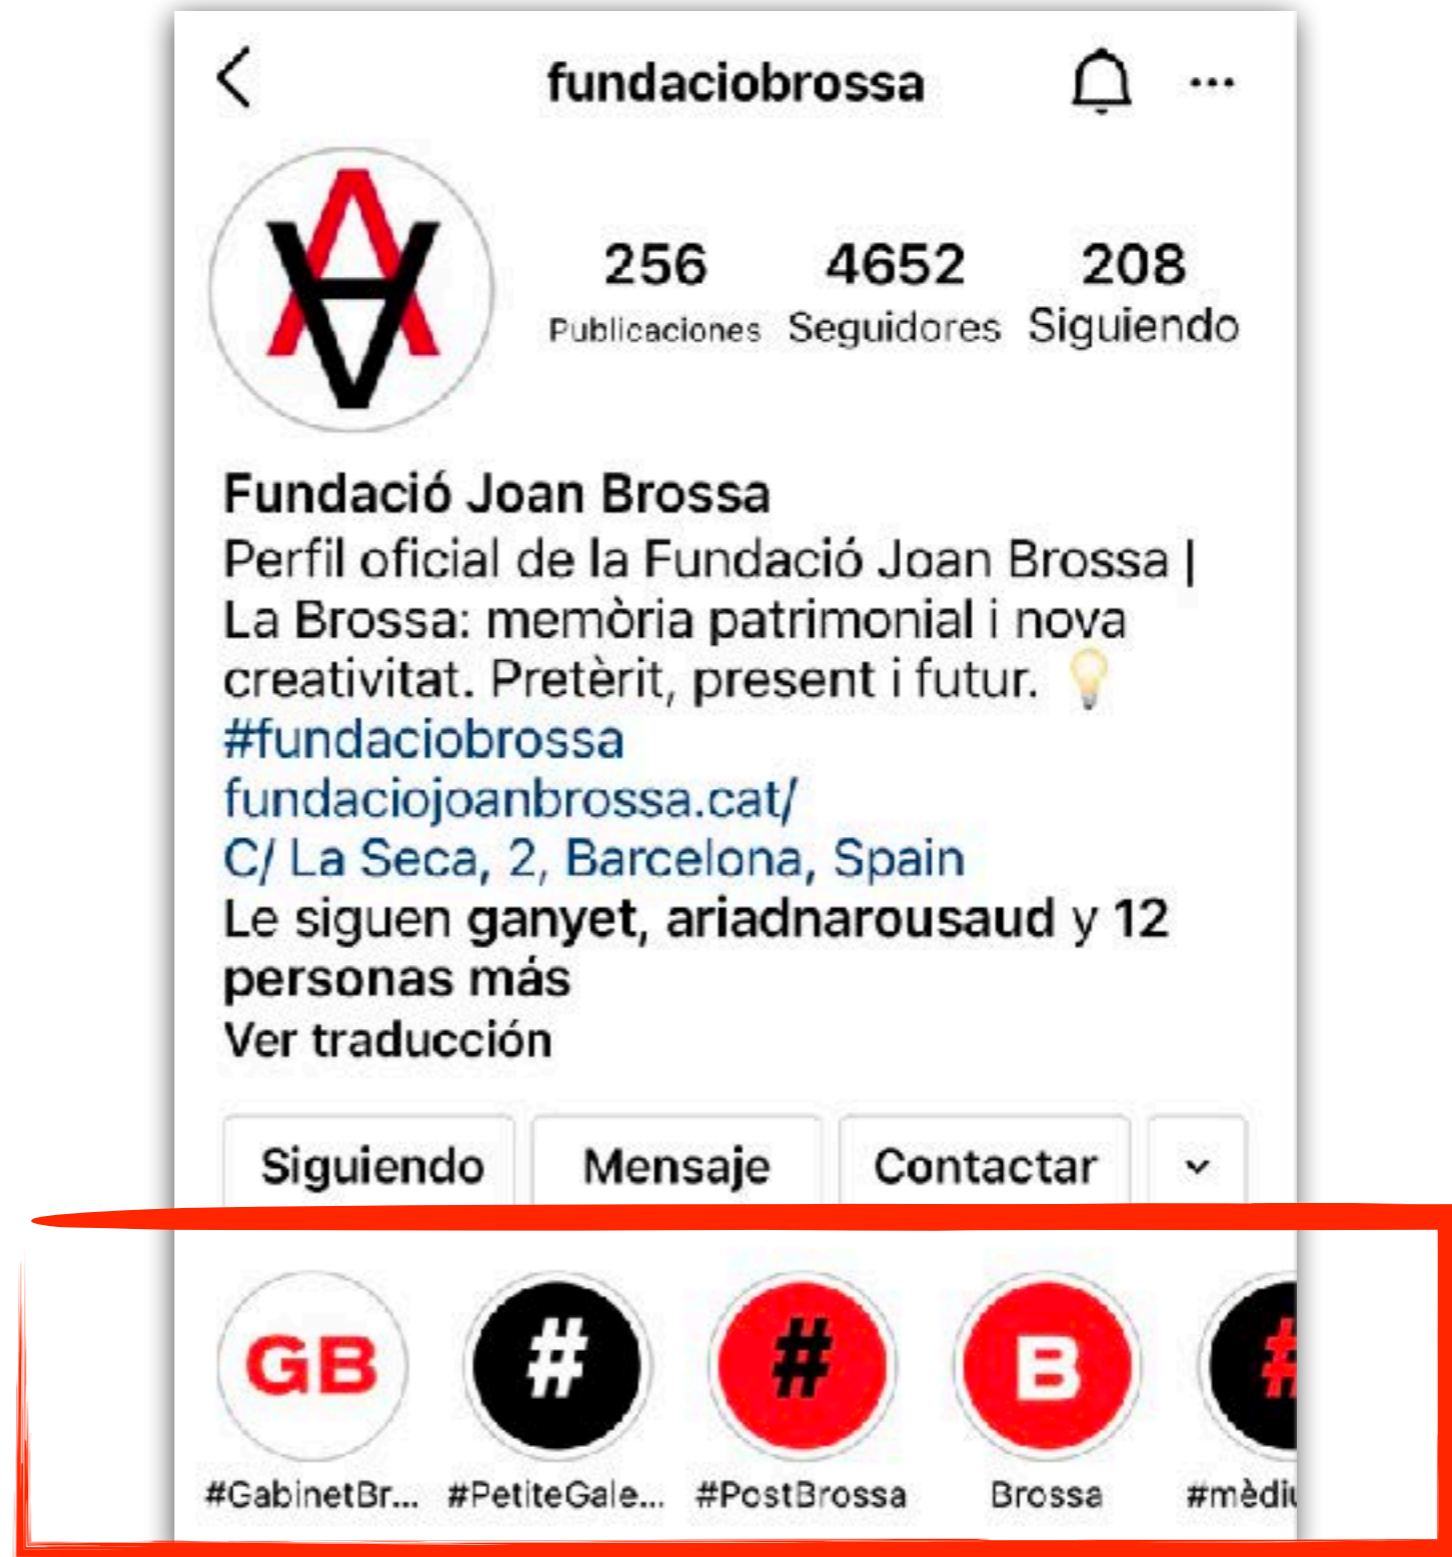 fundaciobrossa
256 4652 208
Publicaciones Seguidores Siguiendo
Fundació Joan Brossa
Perfil oficial de la Fundació Joan Brossa |
La Brossa: memòria patrimonial i nova
creativitat. Pretèrit, present i futur. 💡
#fundaciobrossa
fundaciojoanbrossa.cat/
C/ La Seca, 2, Barcelona, Spain
Le siguen ganyet, ariadnarousaud y 12
personas más
Ver traducción
Siguiendo Mensaje Contactar
GB # # B #
#GabinetBr... #PetiteGale... #PostBrossa Brossa #mèdiu